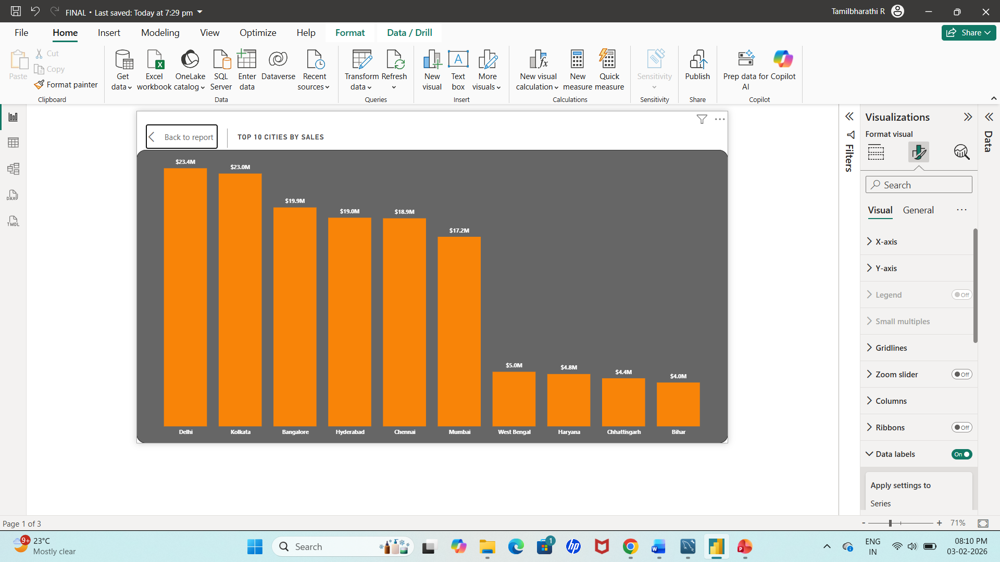 FINAL • Last saved: Today at 7:29 pm
Tamilbharathi R
File Home Insert Modeling View Optimize Help Format Data / Drill
Share
Paste
Cut
Copy
Format painter
Clipboard
Get data
Excel workbook
OneLake catalog
SQL Server
Enter data
Dataverse
Recent sources
Data
Transform data
Refresh
Queries
New visual
Text box
More visuals
Insert
New visual calculation
New measure
Quick measure
Calculations
Sensitivity
Sensitivity
Publish
Share
Prep data for AI
Copilot
Copilot
DAX
TMDL
Back to report
TOP 10 CITIES BY SALES
$23.4M
$23.0M
$19.9M
$19.0M
$18.9M
$17.2M
$5.0M
$4.8M
$4.4M
$4.0M
Delhi Kolkata Bangalore Hyderabad Chennai Mumbai West Bengal Haryana Chhattisgarh Bihar
Filters
Visualizations
Format visual
Search
Visual General
X-axis
Y-axis
Legend Off
Small multiples
Gridlines
Zoom slider Off
Columns
Ribbons Off
Data labels On
Apply settings to
Series
Data
Page 1 of 3
- + 71%
9+
23°C
Mostly clear
Search
1
hp
W
P
ENG
IN
08:10 PM
03-02-2026